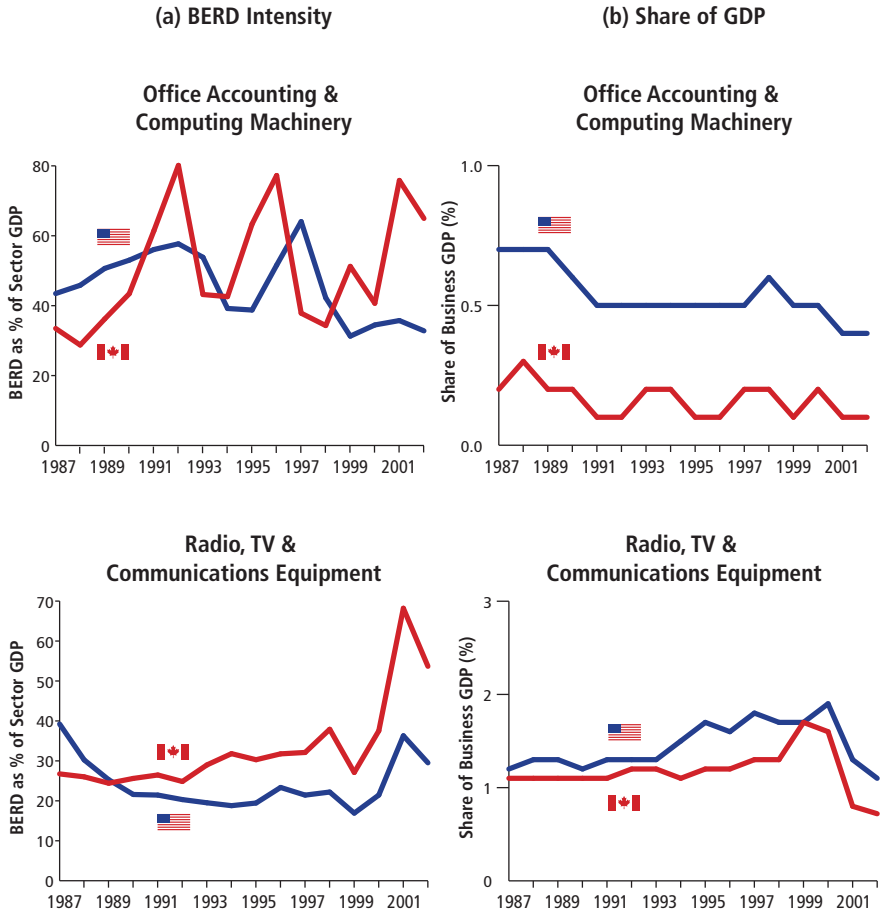 (a) BERD Intensity
(b) Share of GDP
Office Accounting &
Computing Machinery
BERD as % of Sector GDP
80
60
40
20
0
1987 1989 1991 1993 1995 1997 1999 2001
Office Accounting &
Computing Machinery
Share of Business GDP (%)
1.0
0.5
0.0
1987 1989 1991 1993 1995 1997 1999 2001
Radio, TV &
Communications Equipment
BERD as % of Sector GDP
70
60
50
40
30
20
10
0
1987 1989 1991 1993 1995 1997 1999 2001
Radio, TV &
Communications Equipment
Share of Business GDP (%)
3
2
1
0
1987 1989 1991 1993 1995 1997 1999 2001